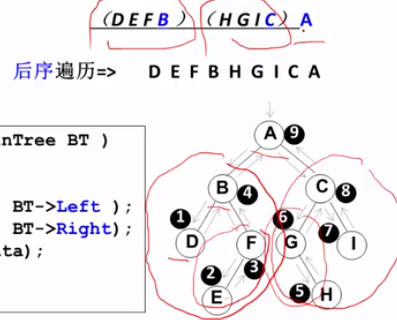 (DEFB) (HGIC) A
后序遍历=> D E F B H G I C A
nTree BT )
BT->Left );
BT->Right);
ta);
A 9
B 4
C 8
1
6
7
D
F
G
I
2
3
5
E
H